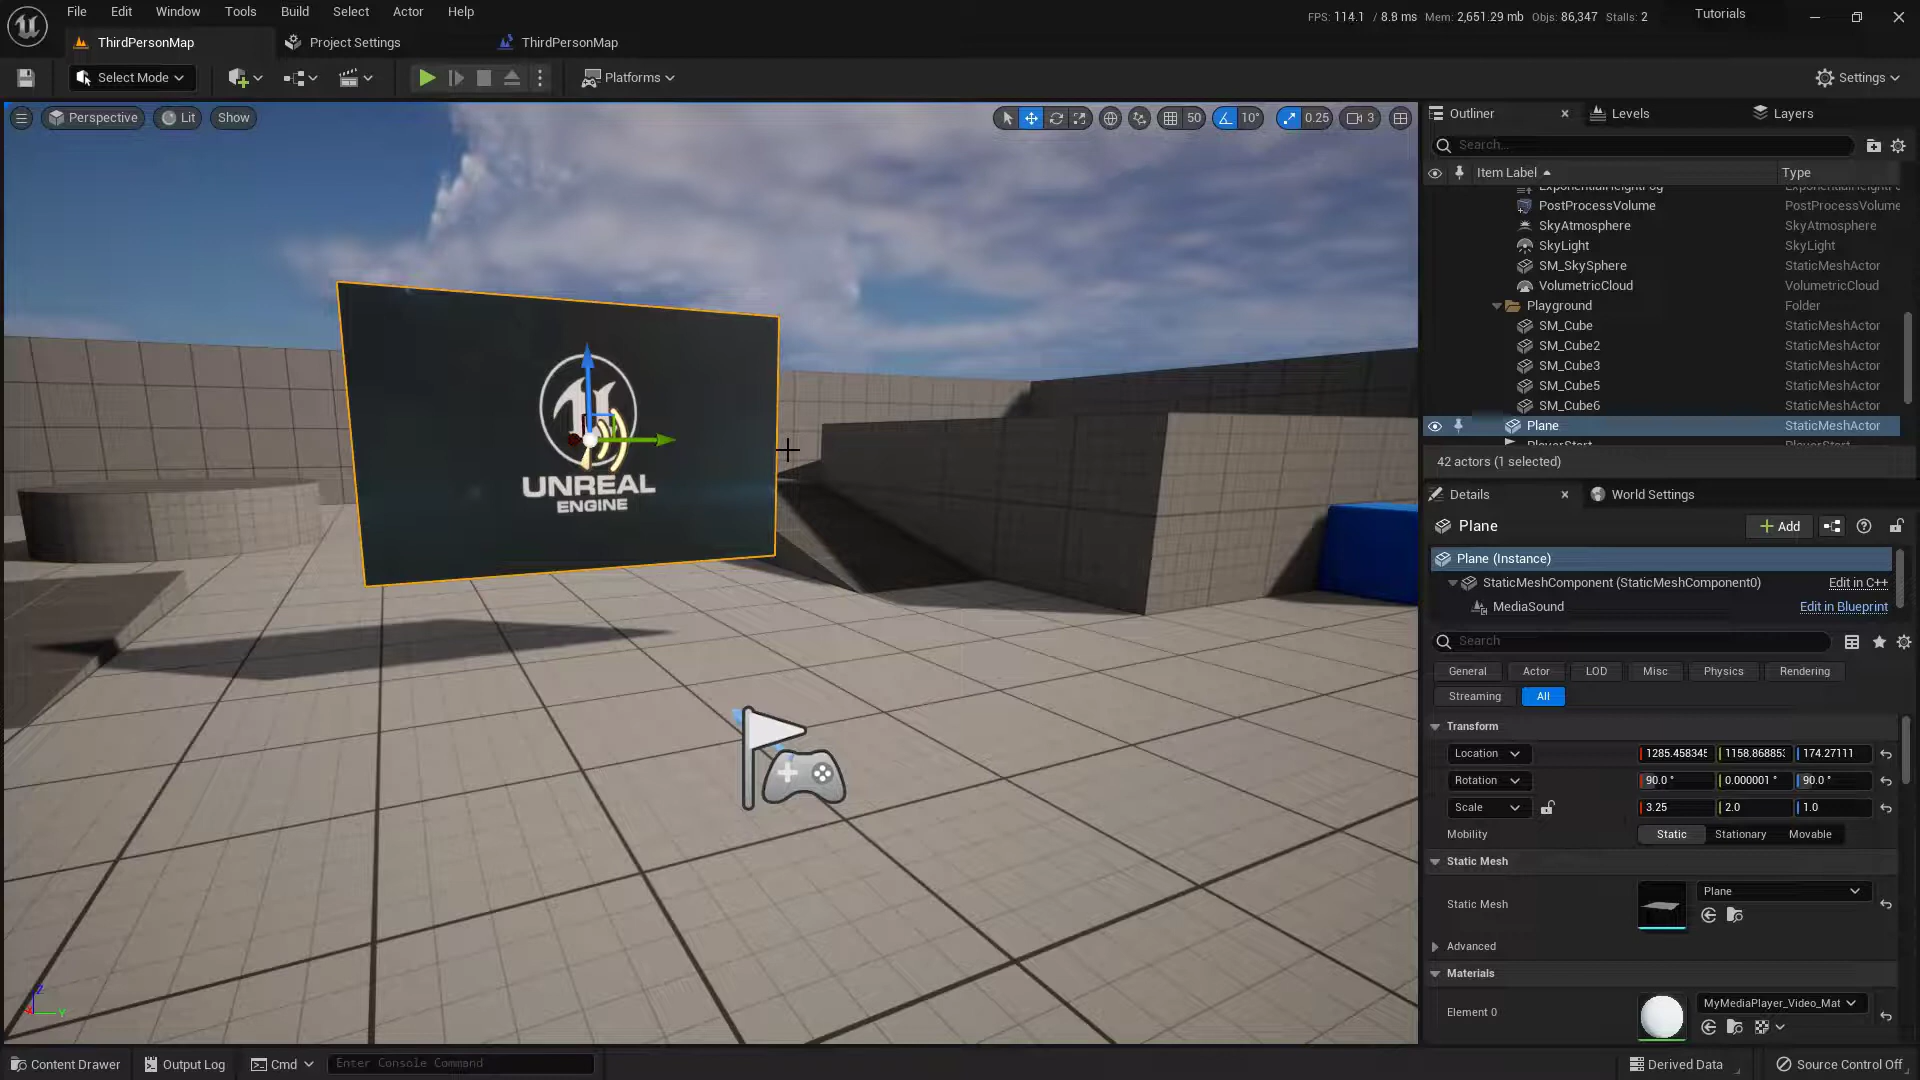 File Edit Window Tools Build Select Actor Help
FPS: 114.1 / 8.8 ms Mem: 2,651.29 mb Objs: 86,347 Stalls: 2
Tutorials
ThirdPersonMap
Project Settings
ThirdPersonMap
Select Mode
Platforms
Settings
Perspective
Lit
Show
50
10°
0.25
3
UNREAL
ENGINE
Outliner
Levels
Layers
Search...
Item Label
Type
ExponentialHeightFog
PostProcessVolume PostProcessVolume
SkyAtmosphere SkyAtmosphere
SkyLight SkyLight
SM_SkySphere StaticMeshActor
VolumetricCloud VolumetricCloud
Playground Folder
SM_Cube StaticMeshActor
SM_Cube2 StaticMeshActor
SM_Cube3 StaticMeshActor
SM_Cube5 StaticMeshActor
SM_Cube6 StaticMeshActor
Plane StaticMeshActor
PlayerStart PlayerStart
42 actors (1 selected)
Details
World Settings
Plane
Add
Plane (Instance)
StaticMeshComponent (StaticMeshComponent0) Edit in C++
MediaSound Edit in Blueprint
Search
General Actor LOD Misc Physics Rendering
Streaming All
Transform
Location 1285.458345 1158.868853 174.27111
Rotation 90.0 ° 0.000001 ° 90.0 °
Scale 3.25 2.0 1.0
Mobility Static Stationary Movable
Static Mesh
Static Mesh Plane
Advanced
Materials
Element 0 MyMediaPlayer_Video_Mat
Z
Y
Content Drawer
Output Log
Cmd
Enter Console Command
Derived Data
Source Control Off